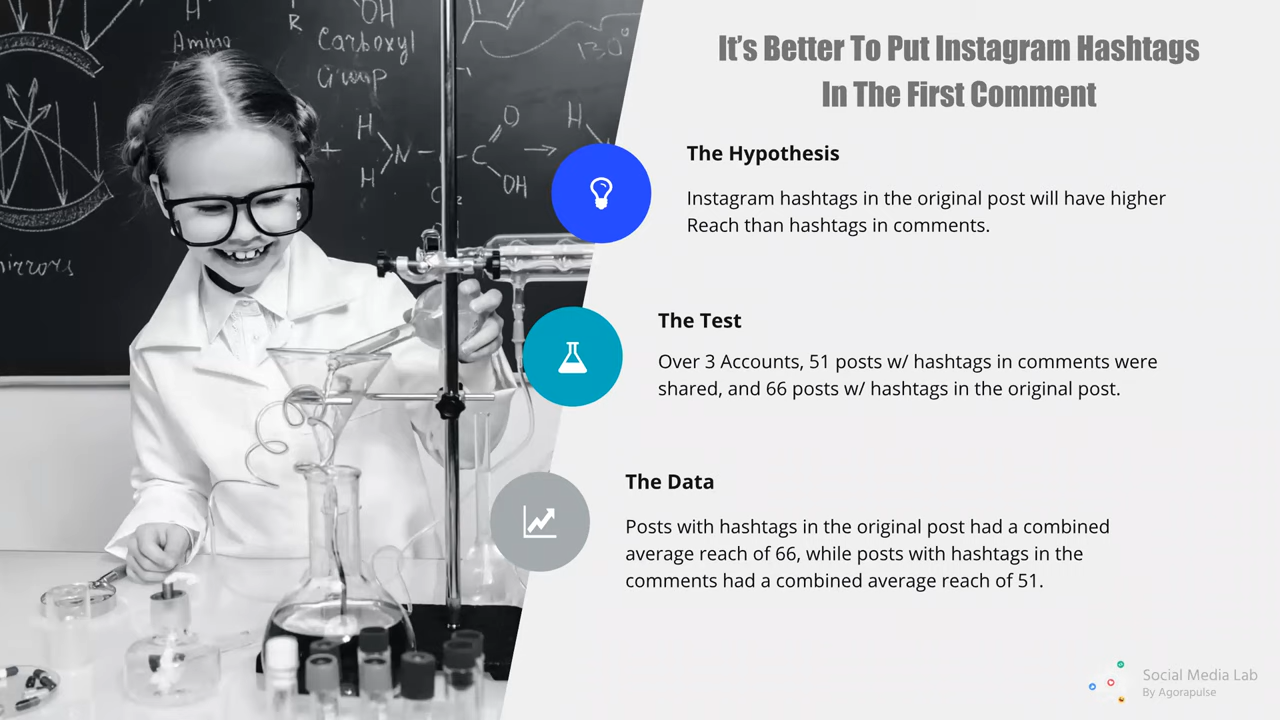 It's Better To Put Instagram Hashtags
In The First Comment
The Hypothesis
Instagram hashtags in the original post will have higher
Reach than hashtags in comments.
The Test
Over 3 Accounts, 51 posts w/ hashtags in comments were
shared, and 66 posts w/ hashtags in the original post.
The Data
Posts with hashtags in the original post had a combined
average reach of 66, while posts with hashtags in the
comments had a combined average reach of 51.
Social Media Lab
By Agorapulse
H
OH
R
Amino
Carboxyl
Group
130°
H
O
H
+
N
C
H
OH
mirrors